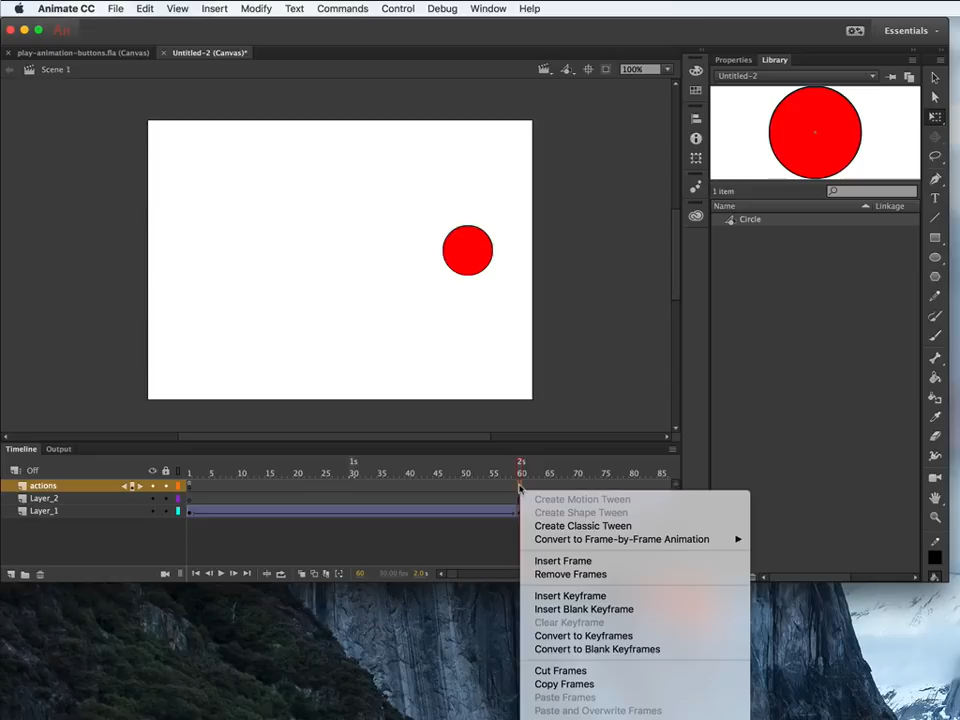 Animate CC File Edit View Insert Modify Text Commands Control Debug Window Help
An Essentials
play-animation-buttons.fla (Canvas) Untitled-2 (Canvas)*
Scene 1 100%
Properties Library
Untitled-2
1 item
Name Linkage
Circle
Timeline Output
1s 2s
Off 1 5 10 15 20 25 30 35 40 45 50 55 60 65 70 75 80 85
actions
a
Layer_2
Layer_1
60 30.00 fps 2.0 s
Create Motion Tween
Create Shape Tween
Create Classic Tween
Convert to Frame-by-Frame Animation
Insert Frame
Remove Frames
Insert Keyframe
Insert Blank Keyframe
Clear Keyframe
Convert to Keyframes
Convert to Blank Keyframes
Cut Frames
Copy Frames
Paste Frames
Paste and Overwrite Frames